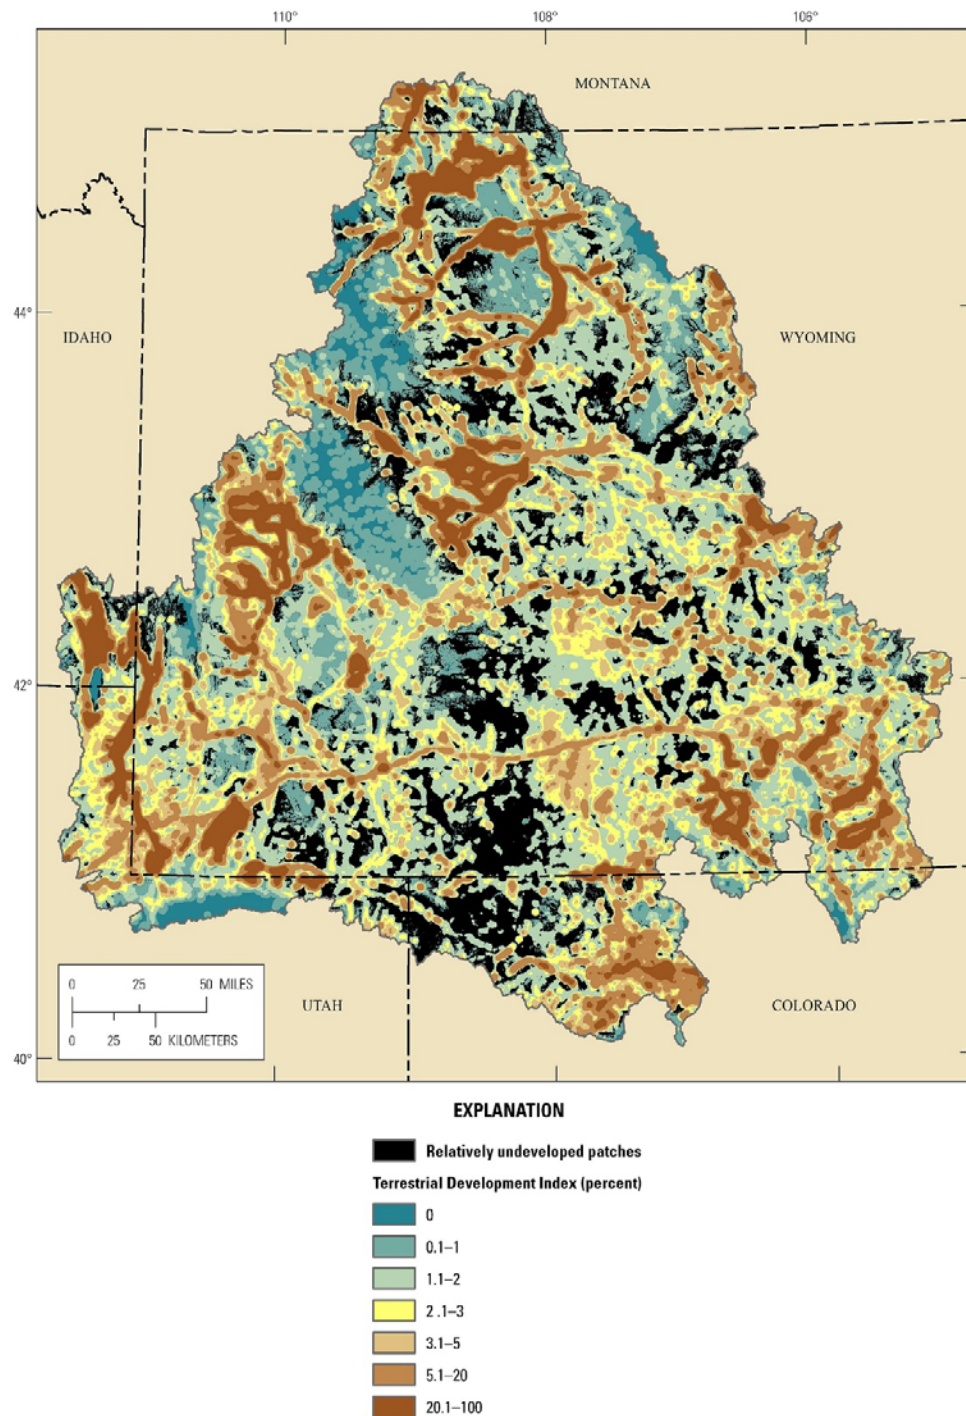 110° 108° 106°
MONTANA
44°
IDAHO WYOMING
42°
0 25 50 MILES
0 25 50 KILOMETERS
UTAH COLORADO
40°
EXPLANATION
Relatively undeveloped patches
Terrestrial Development Index (percent)
0
0.1–1
1.1–2
2 .1–3
3.1–5
5.1–20
20.1–100